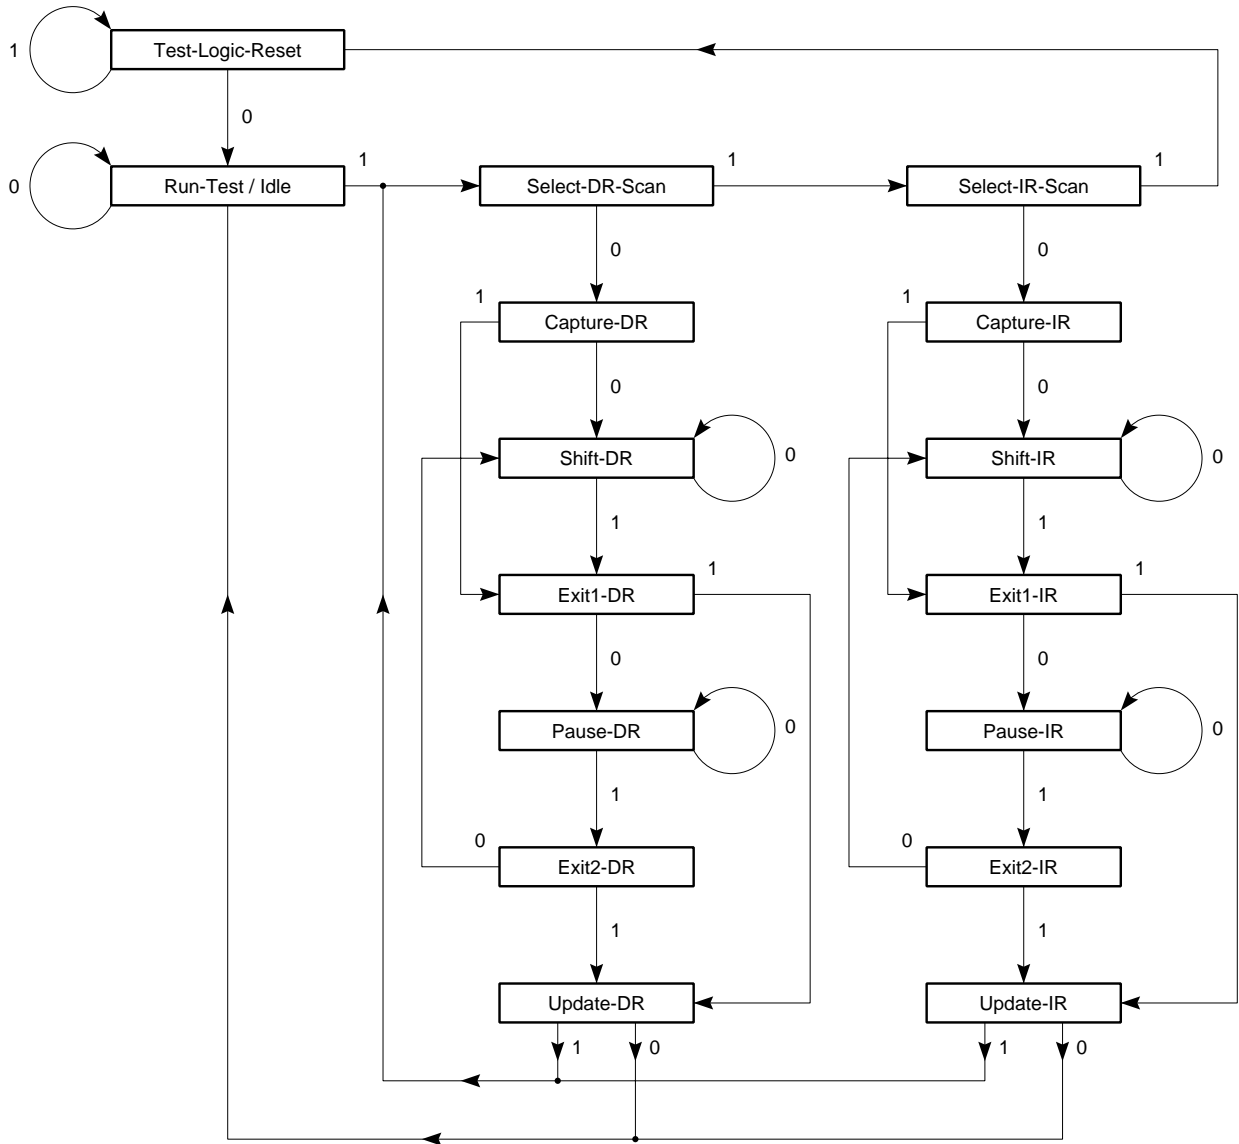 1
Test-Logic-Reset
0
0
Run-Test / Idle
1
Select-DR-Scan
1
Select-IR-Scan
1
0
0
1
Capture-DR
1
Capture-IR
0
0
Shift-DR
0
Shift-IR
0
1
1
Exit1-DR
1
Exit1-IR
1
0
0
Pause-DR
0
Pause-IR
0
1
1
0
Exit2-DR
0
Exit2-IR
1
1
Update-DR
Update-IR
1
0
1
0